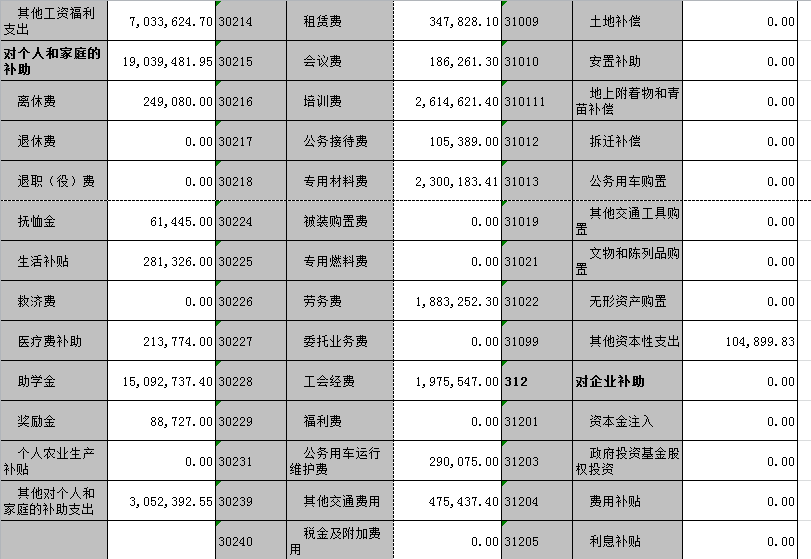 其他工资福利支出 7,033,624.70 30214 租赁费 347,828.10 31009 土地补偿 0.00
对个人和家庭的补助 19,039,481.95 30215 会议费 186,261.30 31010 安置补助 0.00
离休费 249,080.00 30216 培训费 2,614,621.40 310111 地上附着物和青苗补偿 0.00
退休费 0.00 30217 公务接待费 105,389.00 31012 拆迁补偿 0.00
退职（役）费 0.00 30218 专用材料费 2,300,183.41 31013 公务用车购置 0.00
抚恤金 61,445.00 30224 被装购置费 0.00 31019 其他交通工具购置 0.00
生活补贴 281,326.00 30225 专用燃料费 0.00 31021 文物和陈列品购置 0.00
救济费 0.00 30226 劳务费 1,883,252.30 31022 无形资产购置 0.00
医疗费补助 213,774.00 30227 委托业务费 0.00 31099 其他资本性支出 104,899.83
助学金 15,092,737.40 30228 工会经费 1,975,547.00 312 对企业补助 0.00
奖励金 88,727.00 30229 福利费 0.00 31201 资本金注入 0.00
个人农业生产补贴 0.00 30231 公务用车运行维护费 290,075.00 31203 政府投资基金股权投资 0.00
其他对个人和家庭的补助支出 3,052,392.55 30239 其他交通费用 475,437.40 31204 费用补贴 0.00
30240 税金及附加费用 0.00 31205 利息补贴 0.00